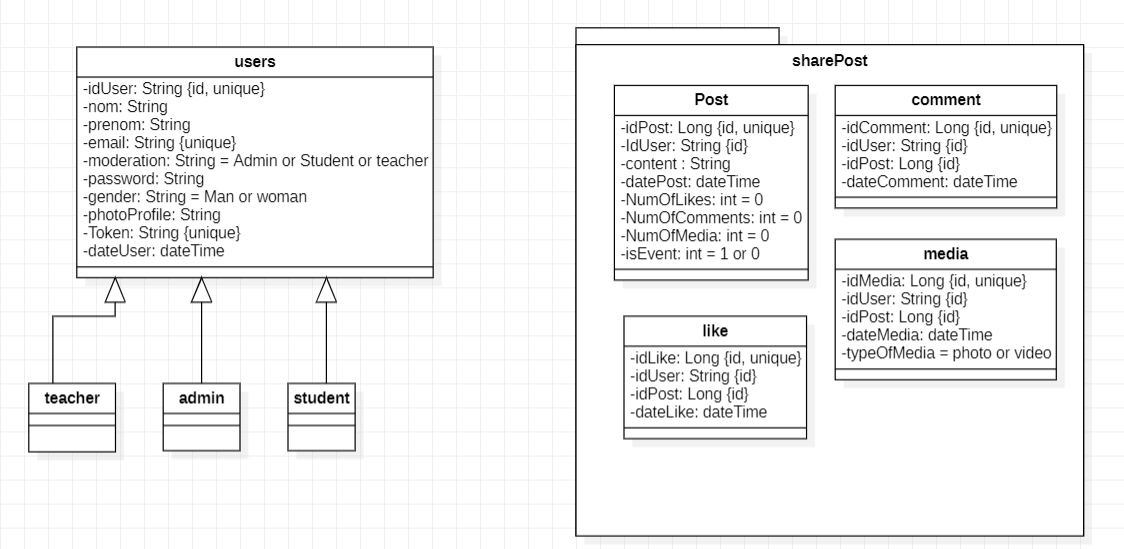 users
-idUser: String {id, unique}
-nom: String
-prenom: String
-email: String {unique}
-moderation: String = Admin or Student or teacher
-password: String
-gender: String = Man or woman
-photoProfile: String
-Token: String {unique}
-dateUser: dateTime
teacher
admin
student
sharePost
Post
-idPost: Long {id, unique}
-IdUser: String {id}
-content : String
-datePost: dateTime
-NumOfLikes: int = 0
-NumOfComments: int = 0
-NumOfMedia: int = 0
-isEvent: int = 1 or 0
comment
-idComment: Long {id, unique}
-idUser: String {id}
-idPost: Long {id}
-dateComment: dateTime
media
-idMedia: Long {id, unique}
-idUser: String {id}
-idPost: Long {id}
-dateMedia: dateTime
-typeOfMedia = photo or video
like
-idLike: Long {id, unique}
-idUser: String {id}
-idPost: Long {id}
-dateLike: dateTime